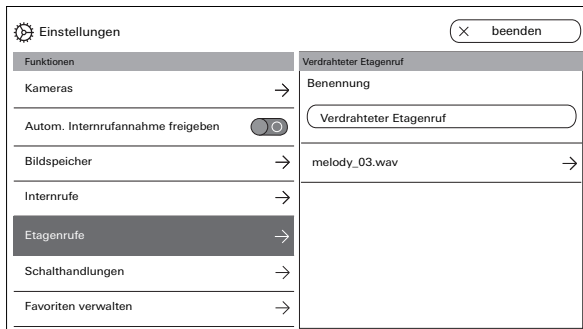 Einstellungen
beenden
Funktionen
Kameras
Autom. Internrufannahme freigeben
Bildspeicher
Internrufe
Etagenrufe
Schalthandlungen
Favoriten verwalten
Verdrahteter Etagenruf
Benennung
Verdrahteter Etagenruf
melody_03.wav